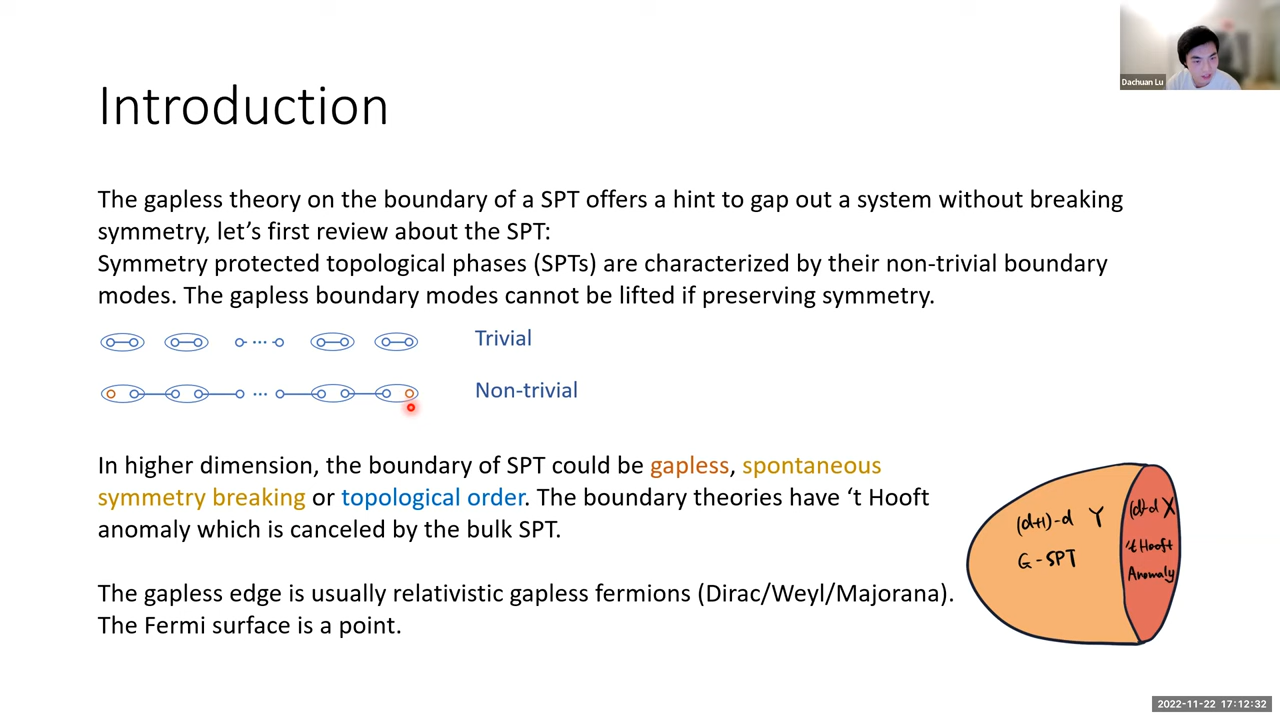 Dachuan Lu
Introduction
The gapless theory on the boundary of a SPT offers a hint to gap out a system without breaking
symmetry, let’s first review about the SPT:
Symmetry protected topological phases (SPTs) are characterized by their non-trivial boundary
modes. The gapless boundary modes cannot be lifted if preserving symmetry.
Trivial
Non-trivial
In higher dimension, the boundary of SPT could be gapless, spontaneous
symmetry breaking or topological order. The boundary theories have ‘t Hooft
anomaly which is canceled by the bulk SPT.
(d+1)-d Y
G-SPT
(d)-d X
't Hooft
Anomaly
The gapless edge is usually relativistic gapless fermions (Dirac/Weyl/Majorana).
The Fermi surface is a point.
2022-11-22 17:12:32